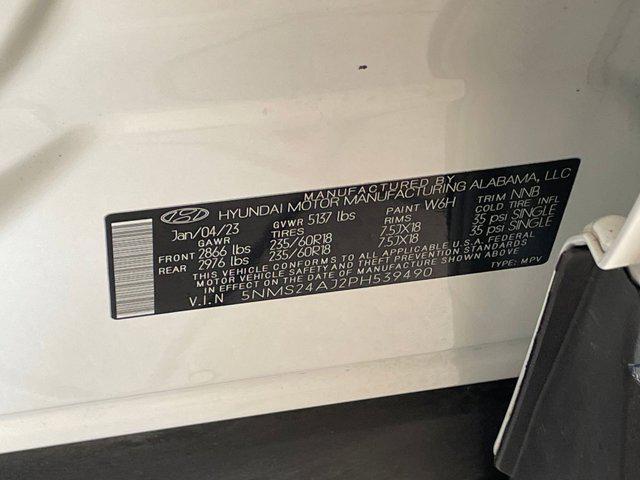 MANUFACTURED BY
HYUNDAI MOTOR MANUFACTURING ALABAMA, LLC
Jan/04/23 GVWR 5137 lbs PAINT W6H TRIM NNB
GAWR TIRES RIMS COLD TIRE INFL
FRONT 2866 lbs 235/60R18 7.5JX18 35 psi SINGLE
REAR 2976 lbs 235/60R18 7.5JX18 35 psi SINGLE
THIS VEHICLE CONFORMS TO ALL APPLICABLE U.S.A. FEDERAL
MOTOR VEHICLE SAFETY AND THEFT PREVENTION STANDARDS
IN EFFECT ON THE DATE OF MANUFACTURE SHOWN ABOVE
V.I.N 5NMS24AJ2PH539490 TYPE: MPV